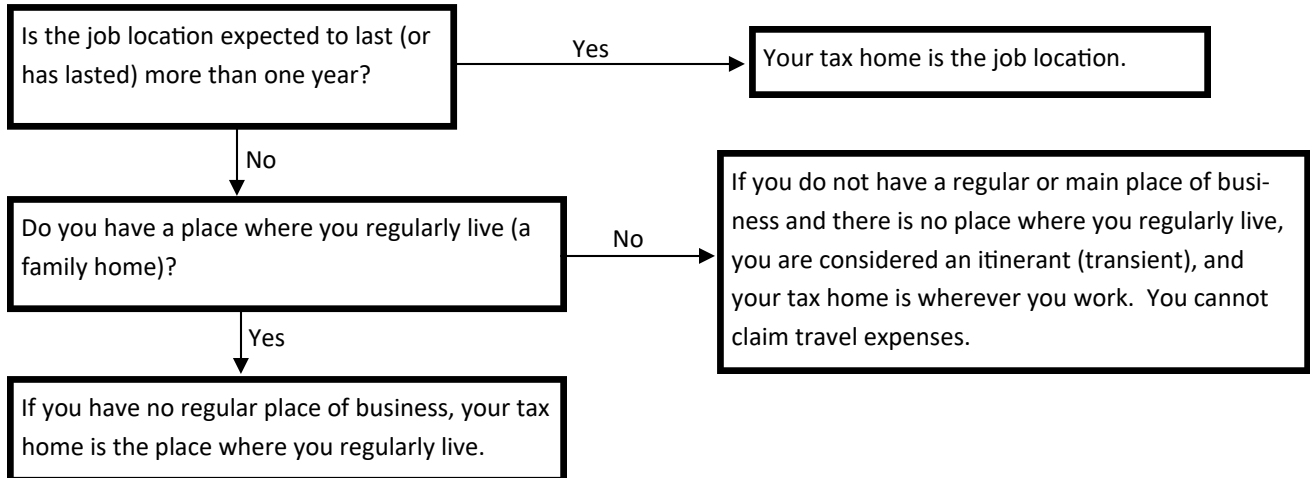 Is the job location expected to last (or
has lasted) more than one year?
Yes
Your tax home is the job location.
No
Do you have a place where you regularly live (a
family home)?
No
If you do not have a regular or main place of busi-
ness and there is no place where you regularly live,
you are considered an itinerant (transient), and
your tax home is wherever you work.  You cannot
claim travel expenses.
Yes
If you have no regular place of business, your tax
home is the place where you regularly live.